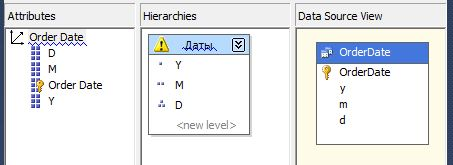 Attributes
Order Date
D
M
Order Date
Y
Hierarchies
Даты
Y
M
D
<new level>
Data Source View
OrderDate
OrderDate
y
m
d